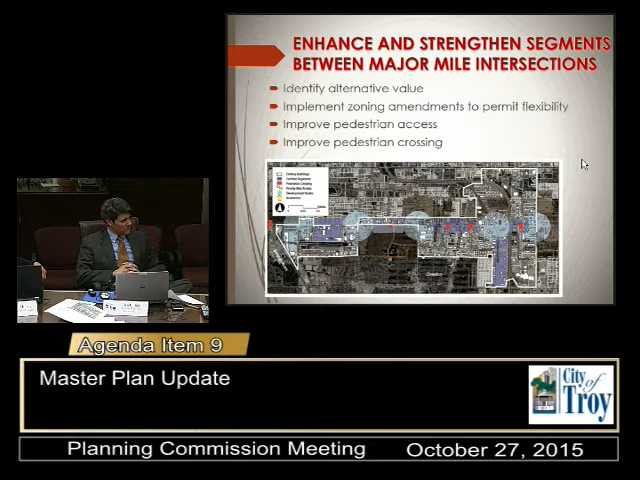 ENHANCE AND STRENGTHEN SEGMENTS
BETWEEN MAJOR MILE INTERSECTIONS
Identify alternative value
Implement zoning amendments to permit flexibility
Improve pedestrian access
Improve pedestrian crossing
Agenda Item 9
Master Plan Update
City
of
Troy
Planning Commission Meeting
October 27, 2015